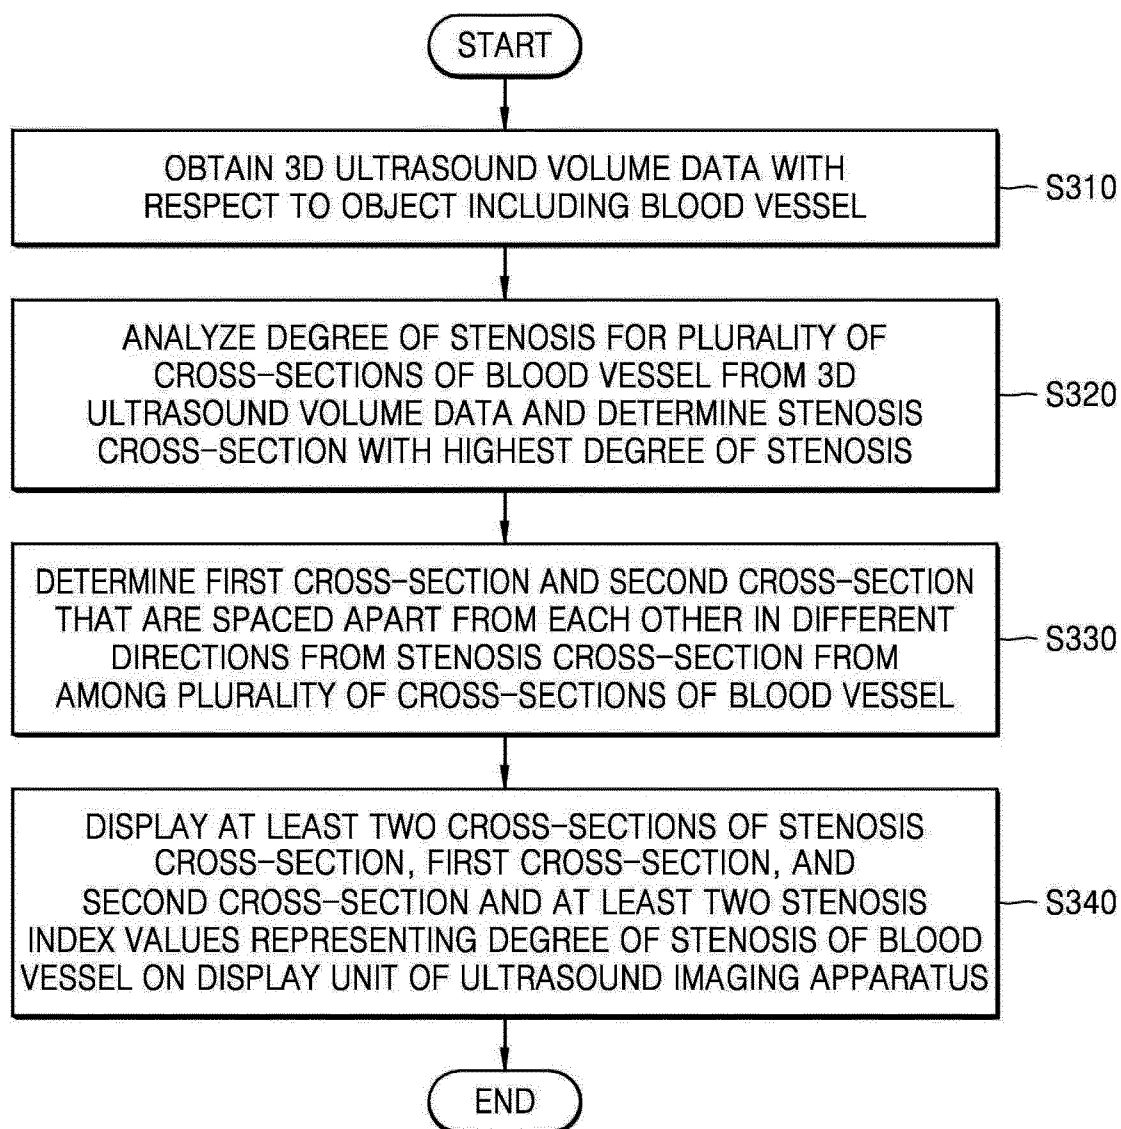 START
OBTAIN 3D ULTRASOUND VOLUME DATA WITH
RESPECT TO OBJECT INCLUDING BLOOD VESSEL
S310
ANALYZE DEGREE OF STENOSIS FOR PLURALITY OF
CROSS-SECTIONS OF BLOOD VESSEL FROM 3D
ULTRASOUND VOLUME DATA AND DETERMINE STENOSIS
CROSS-SECTION WITH HIGHEST DEGREE OF STENOSIS
S320
DETERMINE FIRST CROSS-SECTION AND SECOND CROSS-SECTION
THAT ARE SPACED APART FROM EACH OTHER IN DIFFERENT
DIRECTIONS FROM STENOSIS CROSS-SECTION FROM
AMONG PLURALITY OF CROSS-SECTIONS OF BLOOD VESSEL
S330
DISPLAY AT LEAST TWO CROSS-SECTIONS OF STENOSIS
CROSS-SECTION, FIRST CROSS-SECTION, AND
SECOND CROSS-SECTION AND AT LEAST TWO STENOSIS
INDEX VALUES REPRESENTING DEGREE OF STENOSIS OF BLOOD
VESSEL ON DISPLAY UNIT OF ULTRASOUND IMAGING APPARATUS
S340
END